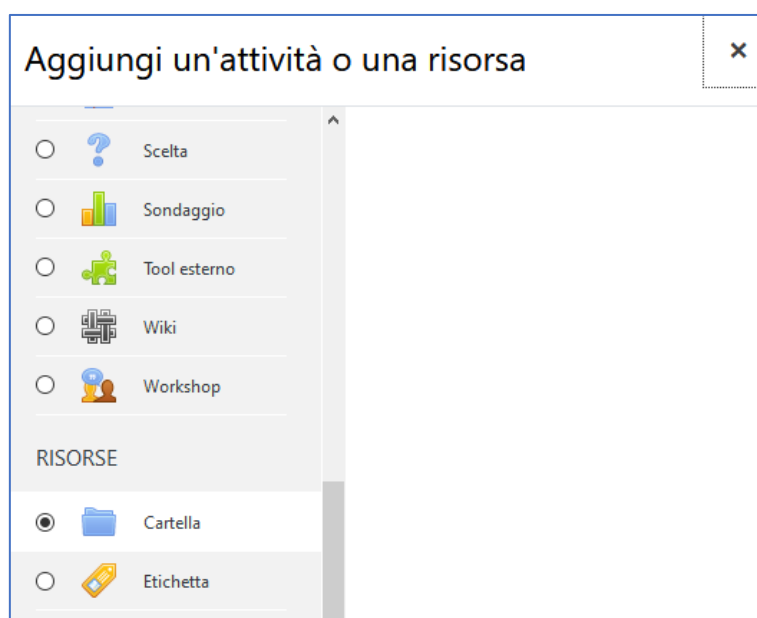 Aggiungi un'attività o una risorsa
Scelta
Sondaggio
Tool esterno
Wiki
Workshop
RISORSE
Cartella
Etichetta